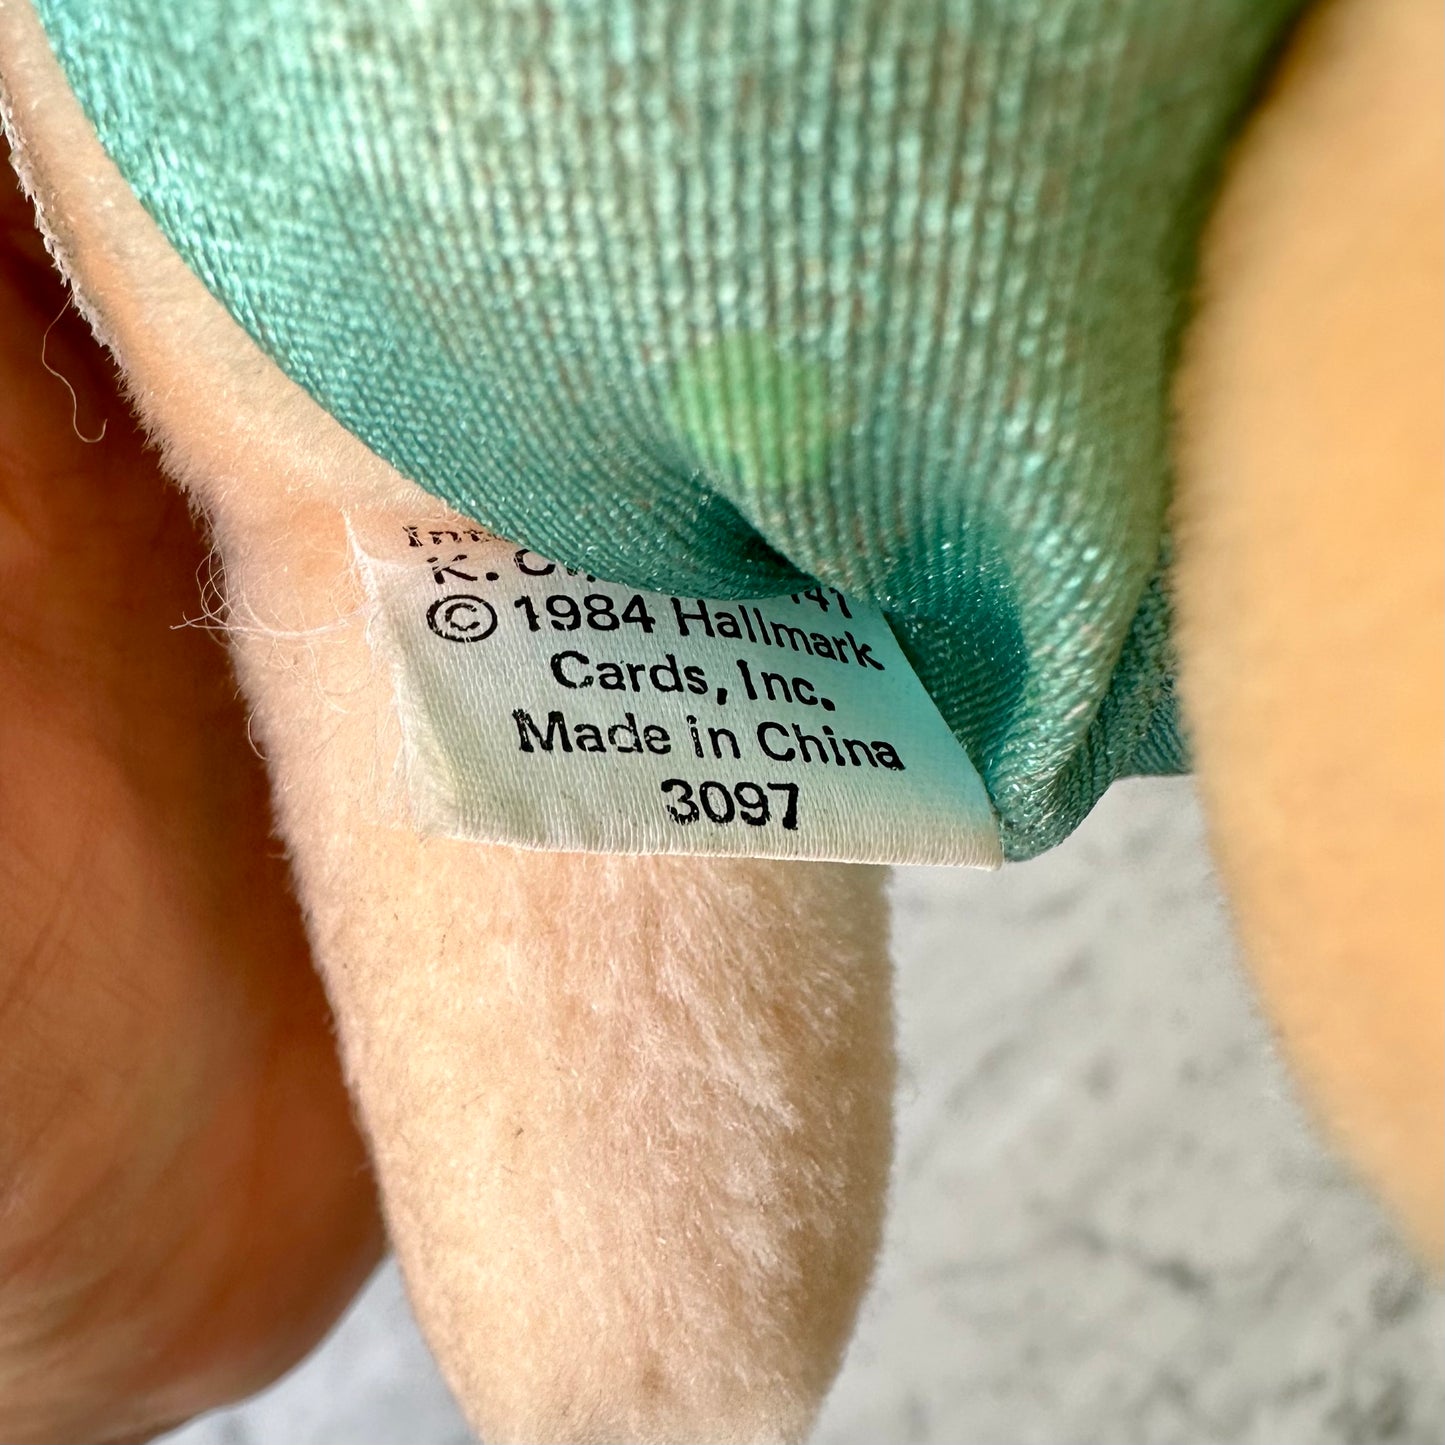 K.
© 1984 Hallmark
Cards, Inc.
Made in China
3097